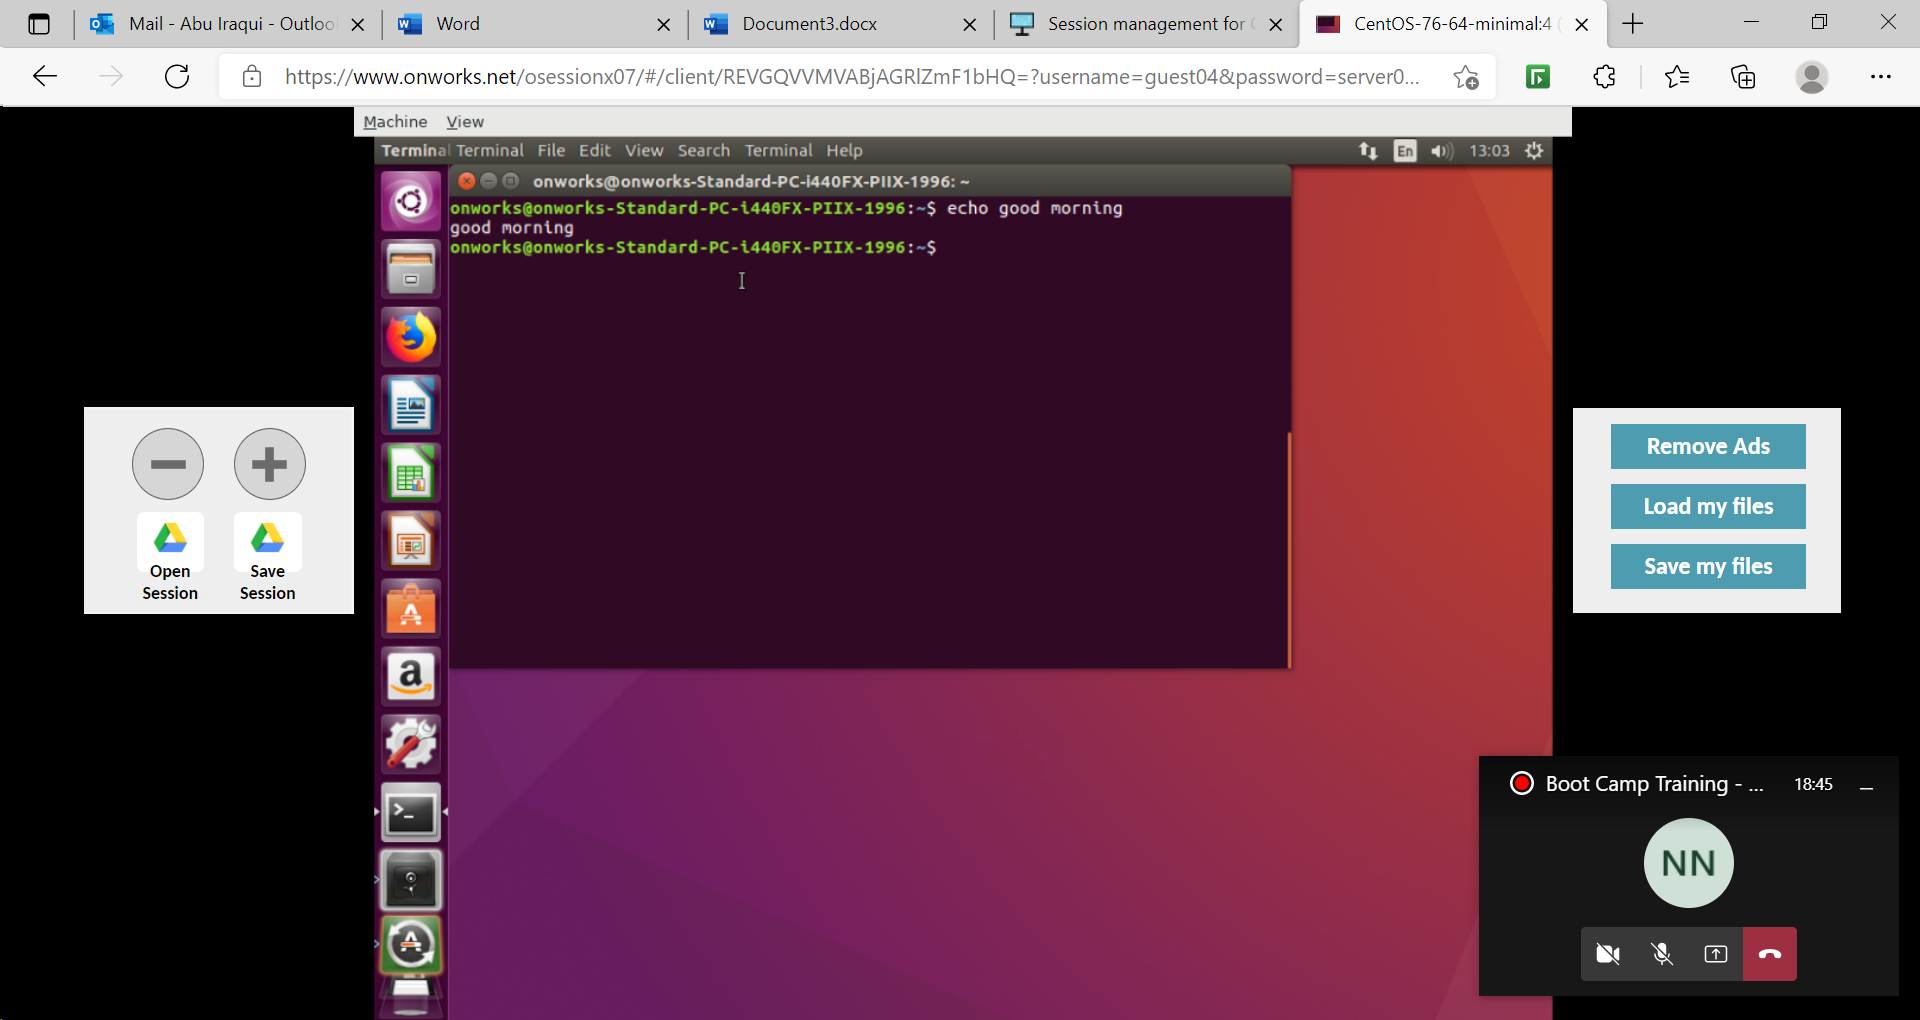 Mail - Abu Iraqui - Outloo
Word
Document3.docx
Session management for
CentOS-76-64-minimal:4
https://www.onworks.net/osessionx07/#/client/REVGQVVMVABjAGRlZmF1bHQ=?username=guest04&password=server0...
Machine View
Terminal Terminal File Edit View Search Terminal Help
En 13:03
onworks@onworks-Standard-PC-i440FX-PIIX-1996: ~
onworks@onworks-Standard-PC-i440FX-PIIX-1996:~$ echo good morning
good morning
onworks@onworks-Standard-PC-i440FX-PIIX-1996:~$
Open Session
Save Session
Remove Ads
Load my files
Save my files
Boot Camp Training - ... 18:45
NN